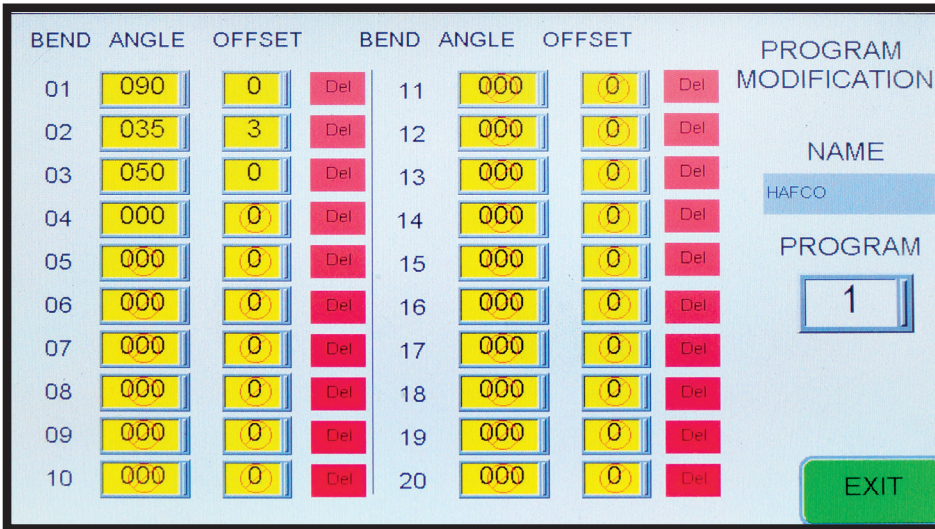 BEND ANGLE OFFSET BEND ANGLE OFFSET
01 090 0 Del 11 000 0 Del
02 035 3 Del 12 000 0 Del
03 050 0 Del 13 000 0 Del
04 000 0 Del 14 000 0 Del
05 000 0 Del 15 000 0 Del
06 000 0 Del 16 000 0 Del
07 000 0 Del 17 000 0 Del
08 000 0 Del 18 000 0 Del
09 000 0 Del 19 000 0 Del
10 000 0 Del 20 000 0 Del
PROGRAM
MODIFICATION
NAME
HAFCO
PROGRAM
1
EXIT